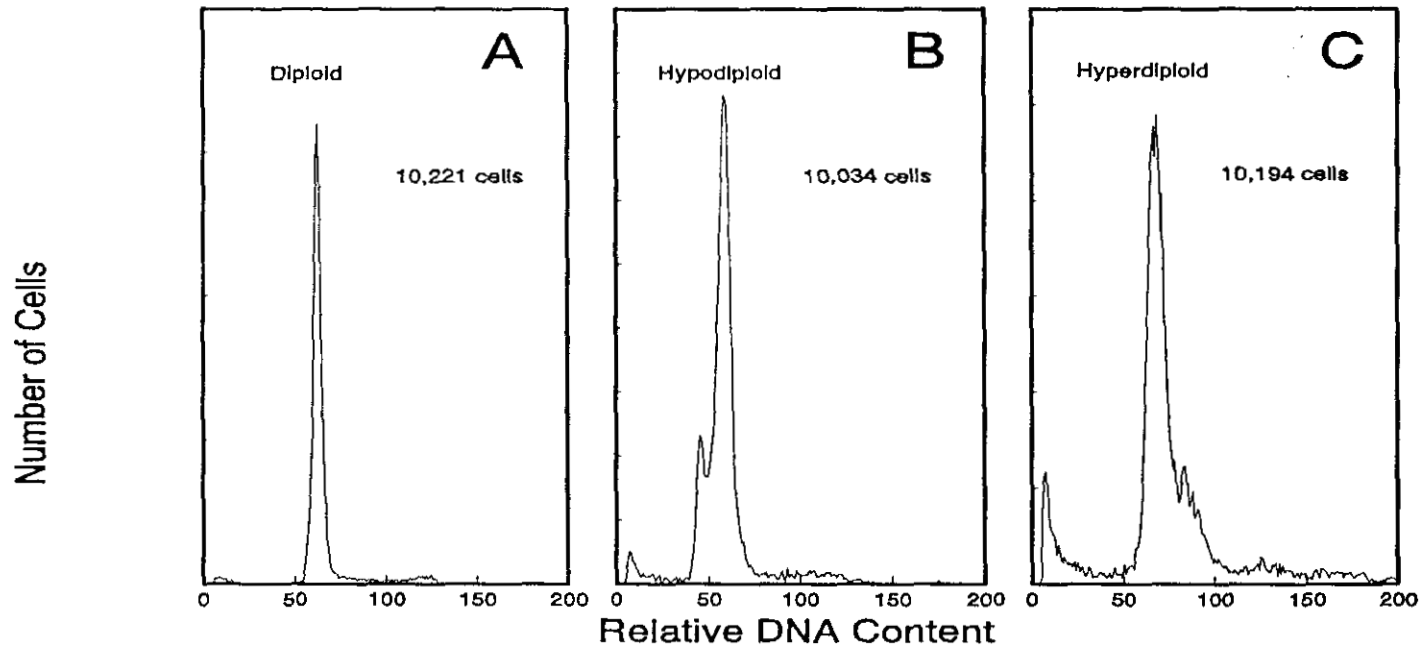 A
Diploid
10,221 cells
B
Hypodiploid
10,034 cells
C
Hyperdiploid
10,194 cells
Number of Cells
0 50 100 150 200
0 50 100 150 200
0 50 100 150 200
Relative DNA Content